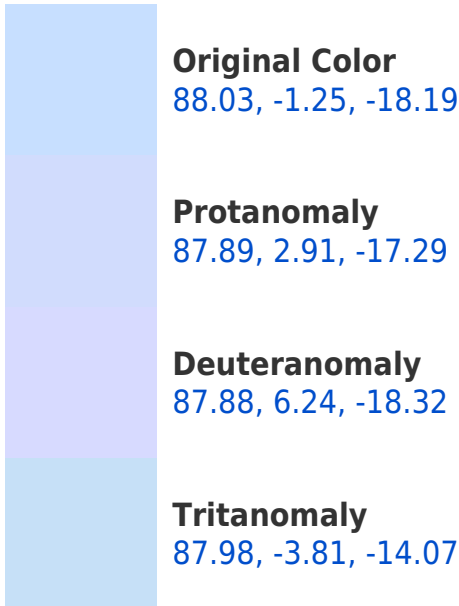 Original Color
88.03, -1.25, -18.19
Protanomaly
87.89, 2.91, -17.29
Deuteranomaly
87.88, 6.24, -18.32
Tritanomaly
87.98, -3.81, -14.07